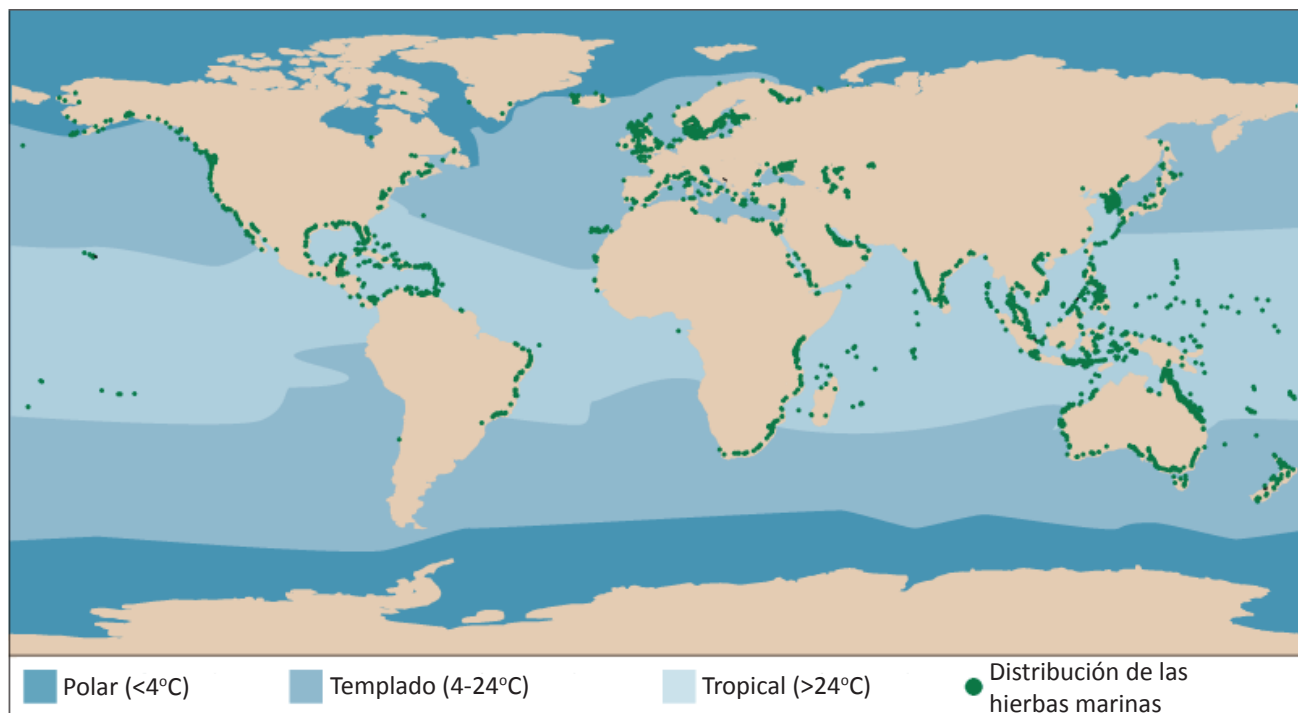 Polar (<4°C)
Templado (4-24°C)
Tropical (>24°C)
Distribución de las
hierbas marinas